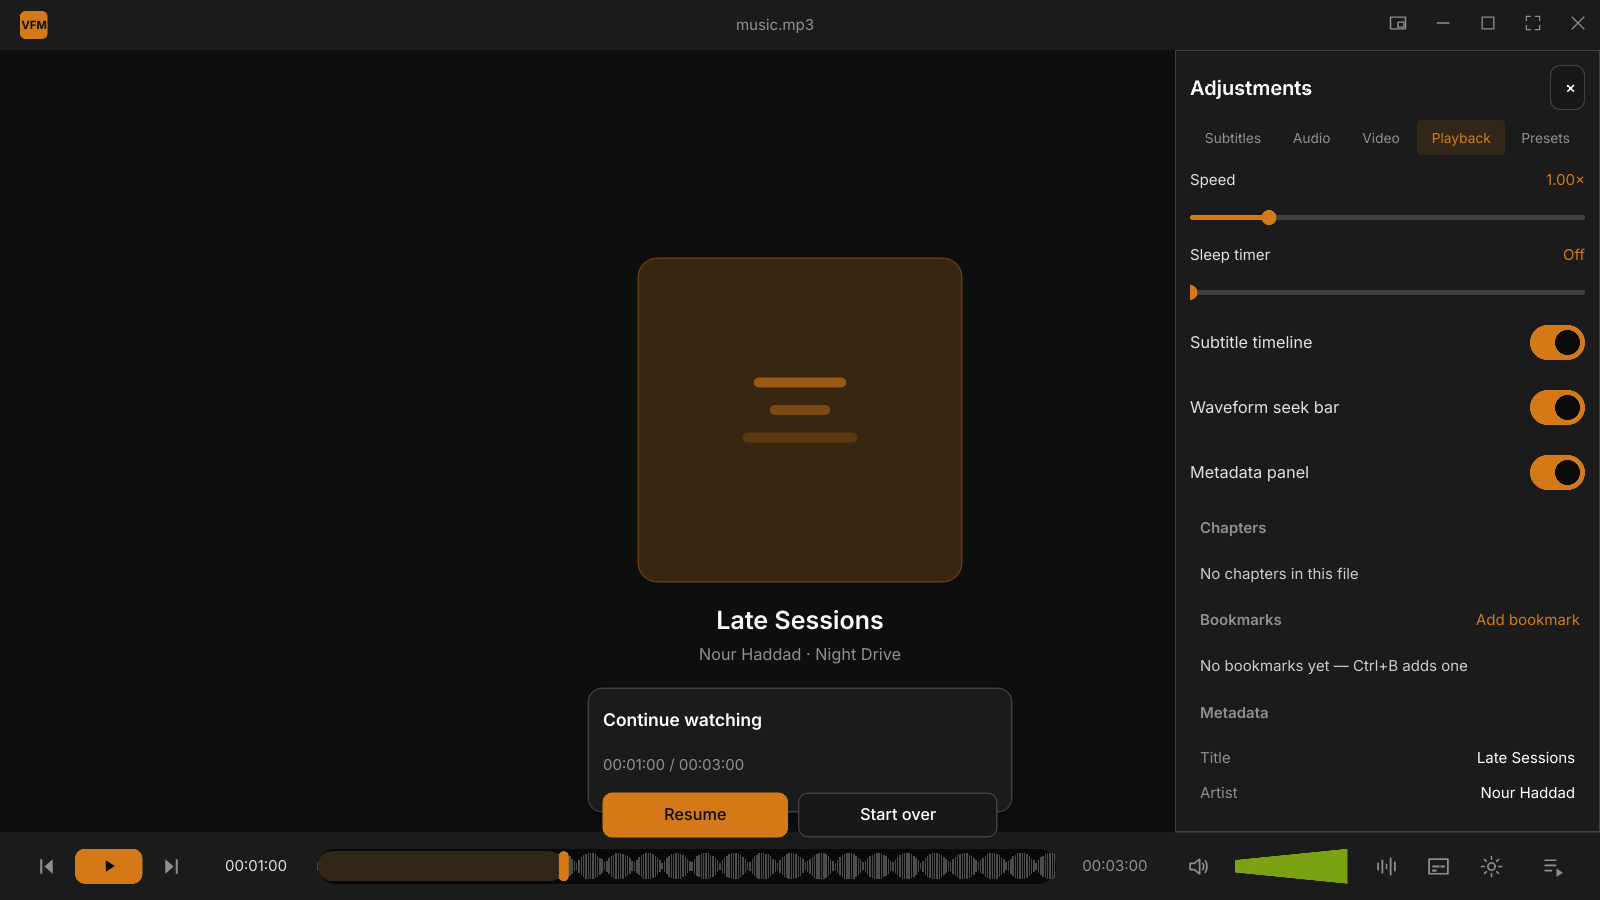 VFM
music.mp3
Adjustments
Subtitles Audio Video Playback Presets
Speed 1.00×
Sleep timer Off
Subtitle timeline
Waveform seek bar
Metadata panel
Chapters
No chapters in this file
Bookmarks Add bookmark
No bookmarks yet — Ctrl+B adds one
Metadata
Title Late Sessions
Artist Nour Haddad
Late Sessions
Nour Haddad · Night Drive
Continue watching
00:01:00 / 00:03:00
Resume Start over
00:01:00 00:03:00